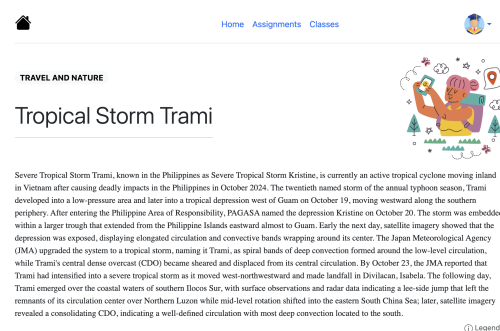 Home Assignments Classes
TRAVEL AND NATURE
Tropical Storm Trami
Severe Tropical Storm Trami, known in the Philippines as Severe Tropical Storm Kristine, is currently an active tropical cyclone moving inland
in Vietnam after causing deadly impacts in the Philippines in October 2024. The twentieth named storm of the annual typhoon season, Trami
developed into a low-pressure area and later into a tropical depression west of Guam on October 19, moving westward along the southern
periphery. After entering the Philippine Area of Responsibility, PAGASA named the depression Kristine on October 20. The storm was embedded
within a larger trough that extended from the Philippine Islands eastward almost to Guam. Early the next day, satellite imagery showed that the
depression was exposed, displaying elongated circulation and convective bands wrapping around its center. The Japan Meteorological Agency
(JMA) upgraded the system to a tropical storm, naming it Trami, as spiral bands of deep convection formed around the low-level circulation,
while Trami's central dense overcast (CDO) became sheared and displaced from its central circulation. By October 23, the JMA reported that
Trami had intensified into a severe tropical storm as it moved west-northwestward and made landfall in Divilacan, Isabela. The following day,
Trami emerged over the coastal waters of southern Ilocos Sur, with surface observations and radar data indicating a lee-side jump that left the
remnants of its circulation center over Northern Luzon while mid-level rotation shifted into the eastern South China Sea; later, satellite imagery
revealed a consolidating CDO, indicating a well-defined circulation with most deep convection located to the south.
Legend